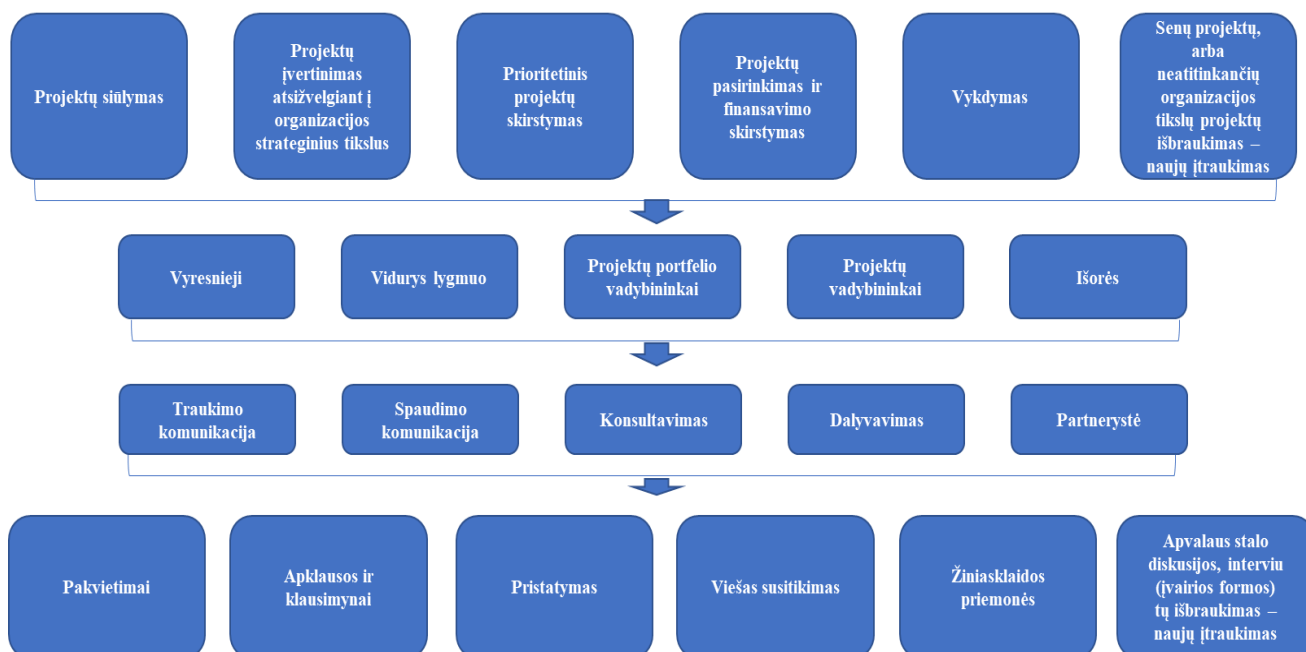 Projektų siūlymas
Projektų
įvertinimas
atsižvelgiant į
organizacijos
strateginius tikslus
Prioritetinis
projektų
skirstymas
Projektų
pasirinkimas ir
finansavimo
skirstymas
Vykdymas
Senų projektų,
arba
neatitinkančių
organizacijos
tikslų projektų
išbraukimas –
naujų įtraukimas
Vyresnieji
Vidurys lygmuo
Projektų portfelio
vadybininkai
Projektų
vadybininkai
Išorės
Traukimo
komunikacija
Spaudimo
komunikacija
Konsultavimas
Dalyvavimas
Partnerystė
Pakvietimai
Apklausos ir
klausimynai
Pristatymas
Viešas susitikimas
Žiniasklaidos
priemonės
Apvalaus stalo
diskusijos, interviu
(įvairios formos)
tų išbraukimas –
naujų įtraukimas